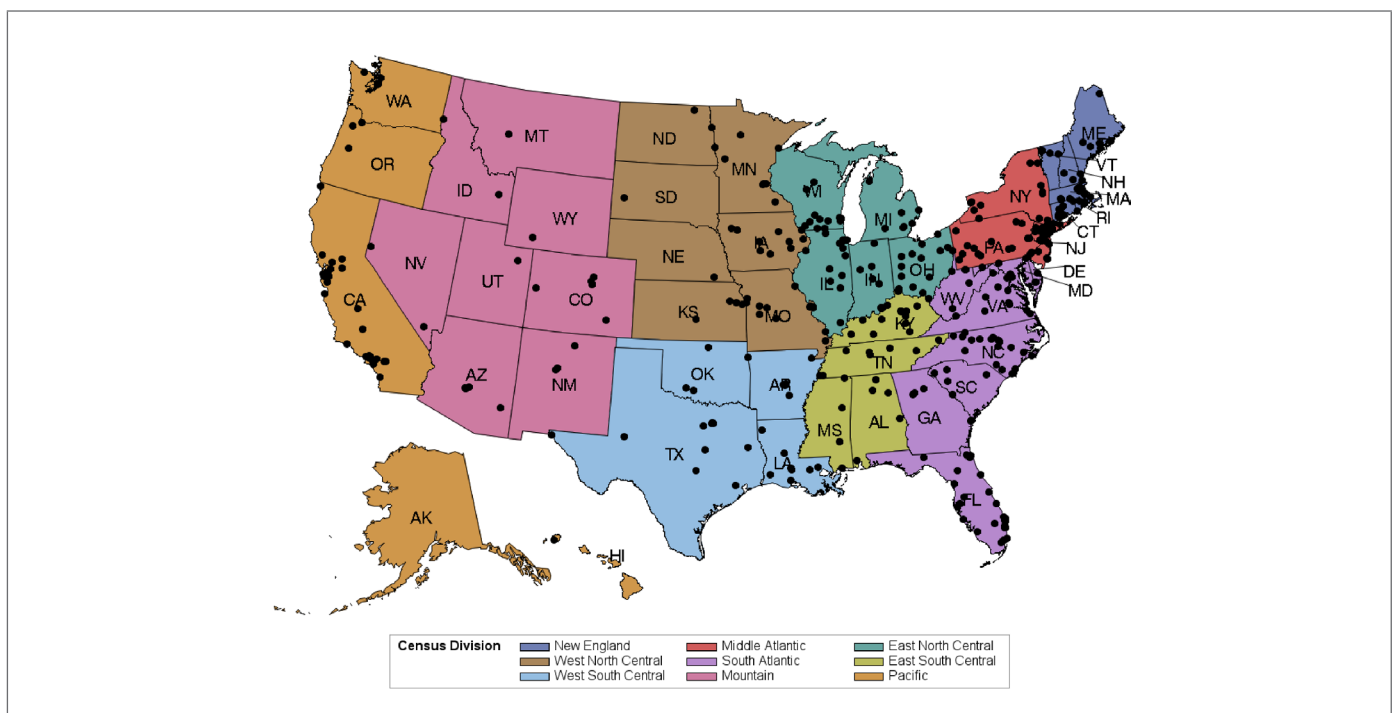 WA
MT
ND
MN
ME
OR
ID
SD
WI
MI
NY
VT
NH
MA
RI
CT
NJ
WY
IA
NE
PA
NV
UT
CO
IL
IN
OH
DE
MD
WV
VA
CA
KS
MO
KY
AZ
NM
OK
AR
TN
NC
SC
TX
LA
MS
AL
GA
FL
AK
HI
Census Division
New England
Middle Atlantic
East North Central
West North Central
South Atlantic
East South Central
West South Central
Mountain
Pacific